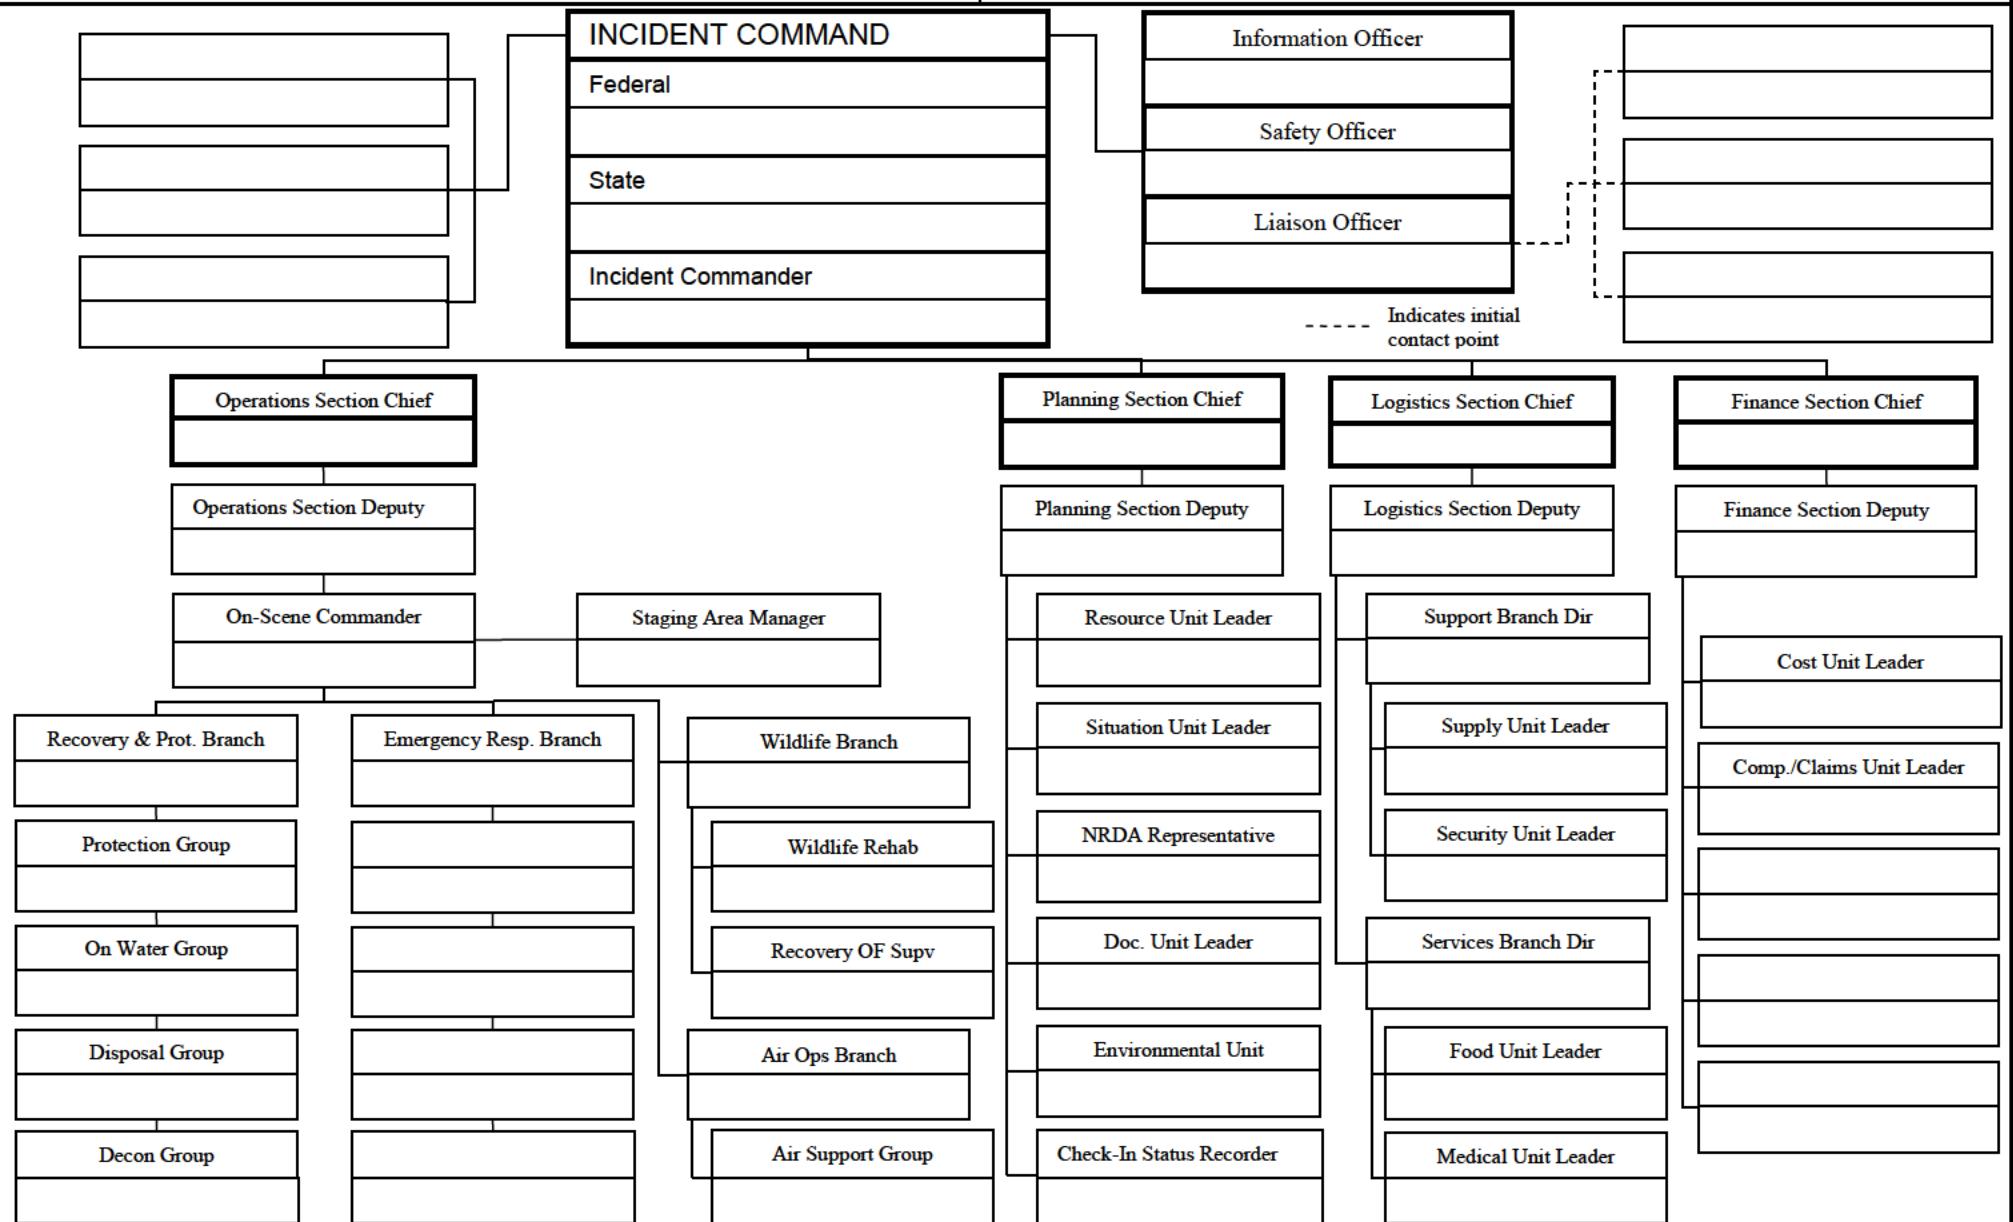 INCIDENT COMMAND
Federal
State
Incident Commander
Information Officer
Safety Officer
Liaison Officer
Indicates initial
contact point
Operations Section Chief
Planning Section Chief
Logistics Section Chief
Finance Section Chief
Operations Section Deputy
Planning Section Deputy
Logistics Section Deputy
Finance Section Deputy
On-Scene Commander
Staging Area Manager
Recovery & Prot. Branch
Protection Group
On Water Group
Disposal Group
Decon Group
Emergency Resp. Branch
Wildlife Branch
Wildlife Rehab
Recovery OF Supv
Air Ops Branch
Air Support Group
Resource Unit Leader
Situation Unit Leader
NRDA Representative
Doc. Unit Leader
Environmental Unit
Check-In Status Recorder
Support Branch Dir
Supply Unit Leader
Security Unit Leader
Services Branch Dir
Food Unit Leader
Medical Unit Leader
Cost Unit Leader
Comp./Claims Unit Leader